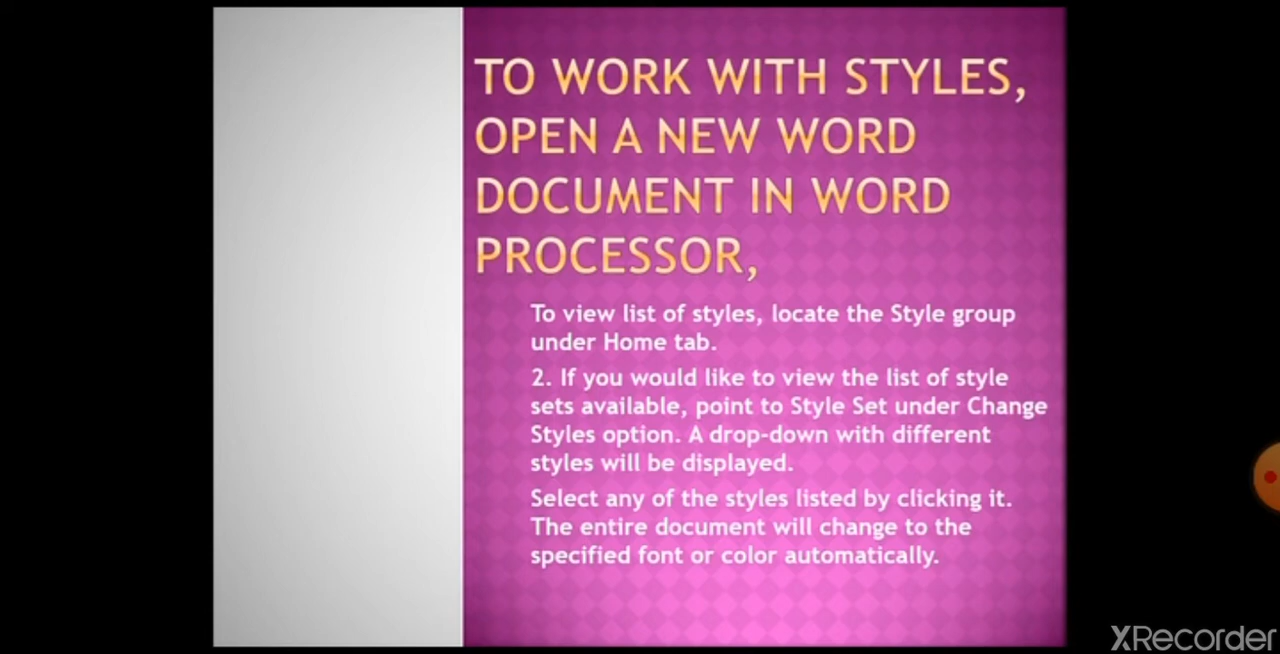 TO WORK WITH STYLES,
OPEN A NEW WORD
DOCUMENT IN WORD
PROCESSOR,
To view list of styles, locate the Style group
under Home tab.
2. If you would like to view the list of style
sets available, point to Style Set under Change
Styles option. A drop-down with different
styles will be displayed.
Select any of the styles listed by clicking it.
The entire document will change to the
specified font or color automatically.
XRecorder